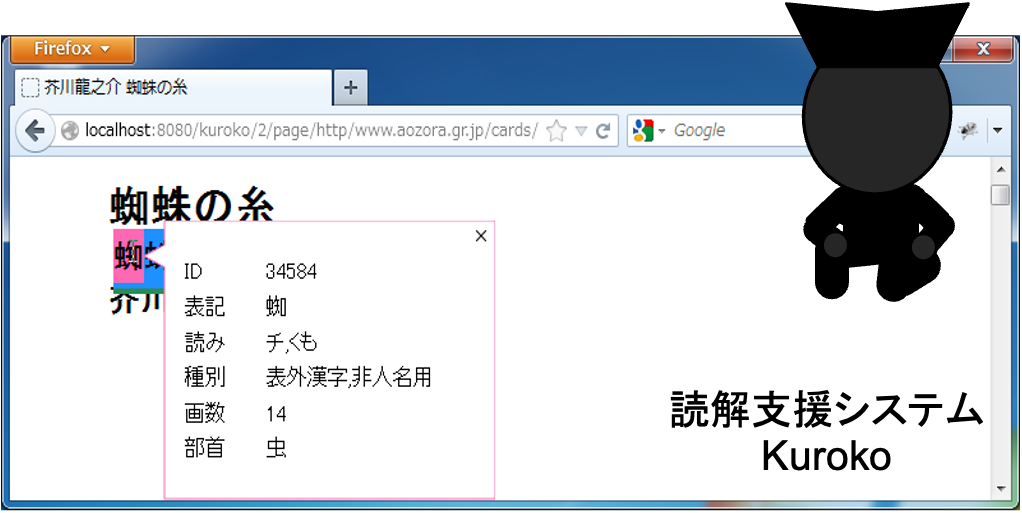 Firefox
芥川龍之介 蜘蛛の糸
localhost:8080/kuroko/2/page/http/www.aozora.gr.jp/cards/
Google
蜘蛛の糸
蜘
芥川
ID 34584
表記 蜘
読み チ,くも
種別 表外漢字,非人名用
画数 14
部首 虫
読解支援システム
Kuroko